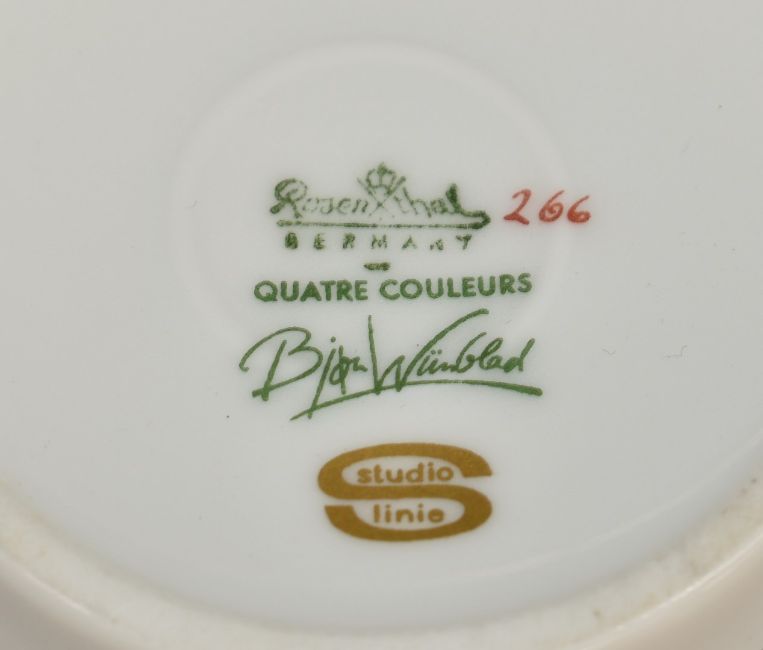 Rosenthal 266
GERMANY
QUATRE COULEURS
Bjørn Wiinblad
studio
linie